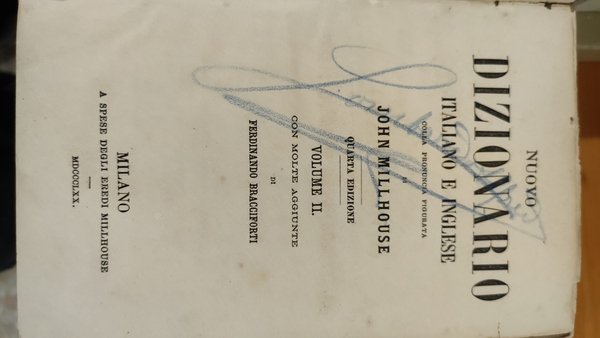 NUOVO
DIZIONARIO
ITALIANO E INGLESE
COLLA PRONUNCIA FIGURATA
DI
JOHN MILLHOUSE
QUARTA EDIZIONE
VOLUME II.
CON MOLTE AGGIUNTE
DI
FERDINANDO BRACCIFORTI
MILANO
A SPESE DEGLI EREDI MILLHOUSE
MDCCCLXX.